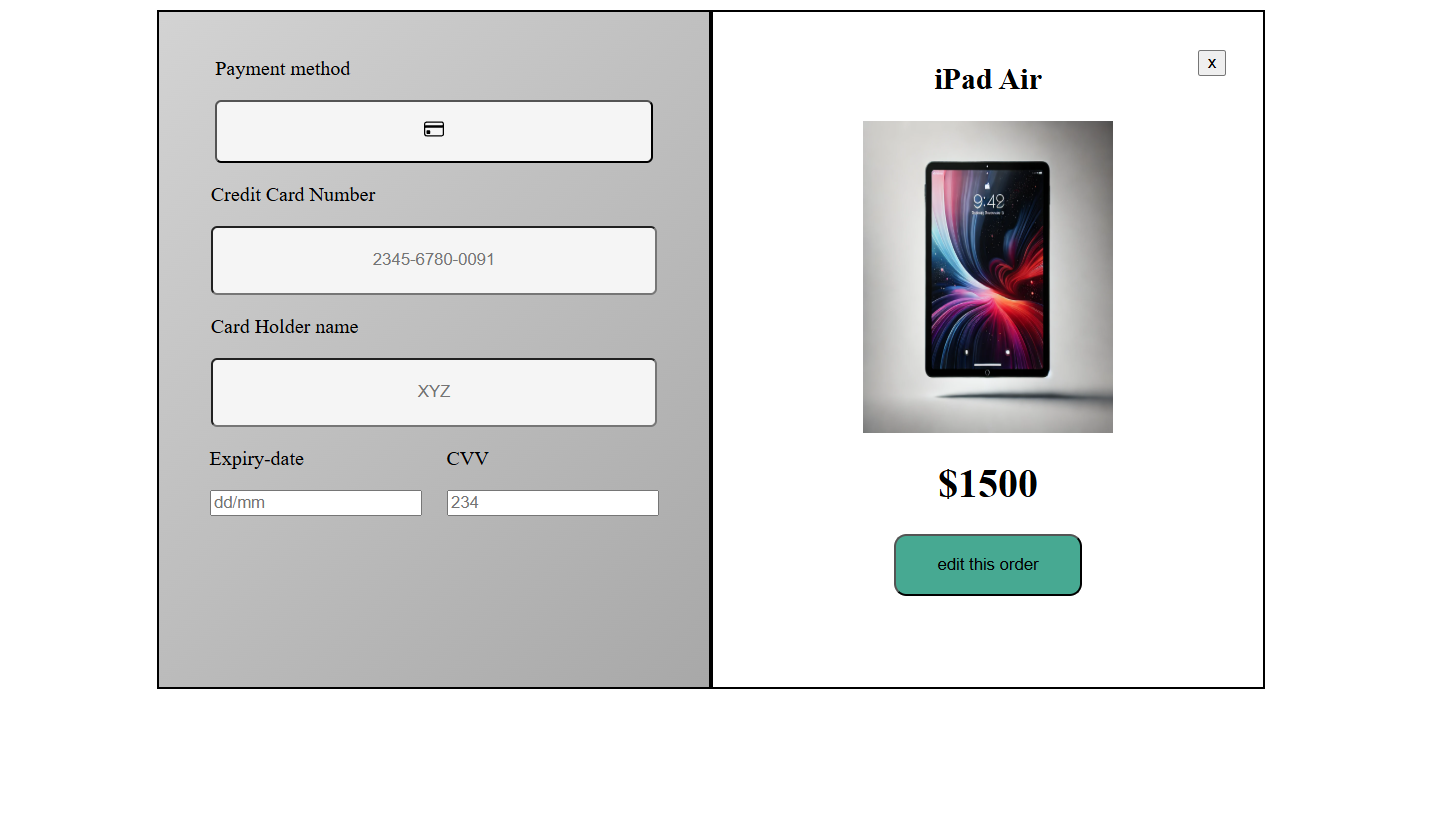 Payment method
Credit Card Number
2345-6780-0091
Card Holder name
XYZ
Expiry-date CVV
dd/mm 234
x
iPad Air
9:42
$1500
edit this order